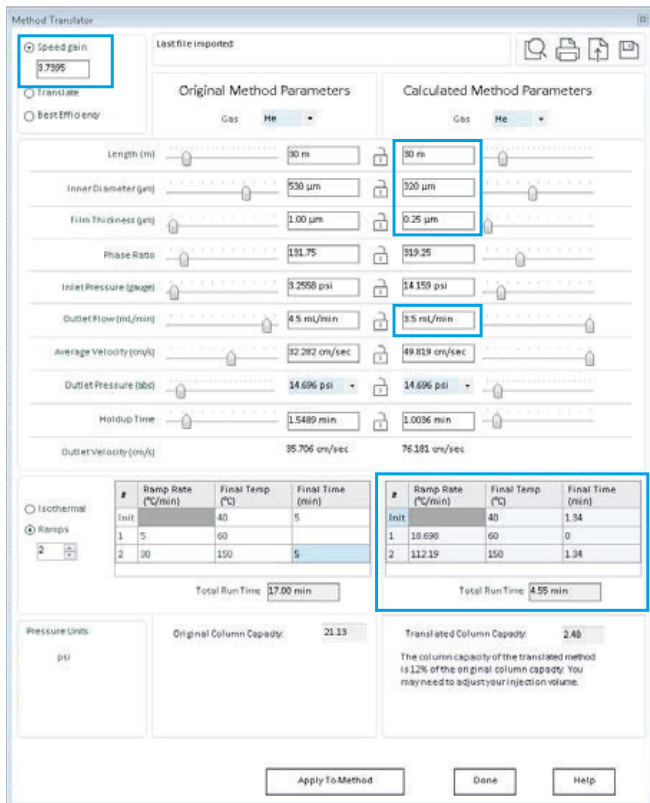 Method Translator
Speed gain
3.7395
Translate
Best Efficiency
Last file imported:
Original Method Parameters
Gas He
Calculated Method Parameters
Gas He
Length (m) 30 m 30 m
Inner Diameter (µm) 530 µm 320 µm
Film Thickness (µm) 1.00 µm 0.25 µm
Phase Ratio 131.75 319.25
Inlet Pressure (gauge) 3.2558 psi 14.159 psi
Outlet Flow (mL/min) 4.5 mL/min 3.5 mL/min
Average Velocity (cm/s) 32.282 cm/sec 49.819 cm/sec
Outlet Pressure (abs) 14.696 psi 14.696 psi
Holdup Time 1.5489 min 1.0036 min
Outlet Velocity (cm/s) 35.706 cm/sec 76.181 cm/sec
Isothermal
Ramps
2
# Ramp Rate (°C/min) Final Temp (°C) Final Time (min)
Init 40 5
1 5 60
2 30 150 5
Total Run Time 17.00 min
# Ramp Rate (°C/min) Final Temp (°C) Final Time (min)
Init 40 1.34
1 18.698 60 0
2 112.19 150 1.34
Total Run Time 4.55 min
Pressure Units
psi
Original Column Capacity: 21.13
Translated Column Capacity: 2.48
The column capacity of the translated method
is 12% of the original column capacity. You
may need to adjust your injection volume.
Apply To Method
Done
Help